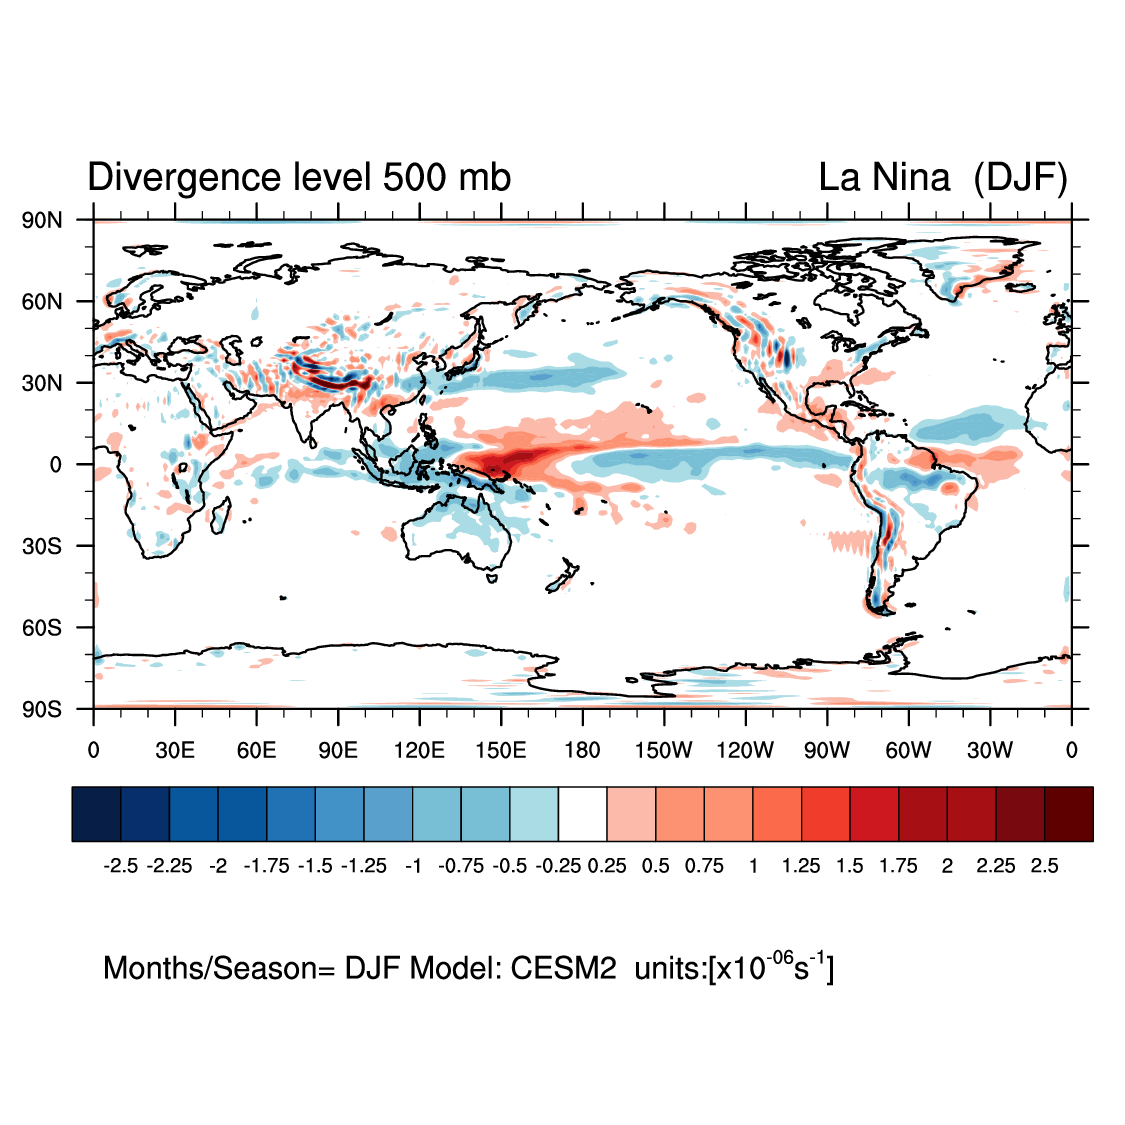 Divergence level 500 mb La Nina (DJF)
90N
60N
30N
0
30S
60S
90S
0 30E 60E 90E 120E 150E 180 150W 120W 90W 60W 30W 0
-2.5 -2.25 -2 -1.75 -1.5 -1.25 -1 -0.75 -0.5 -0.25 0.25 0.5 0.75 1 1.25 1.5 1.75 2 2.25 2.5
Months/Season= DJF Model: CESM2 units:[x10⁻⁰⁶s⁻¹]